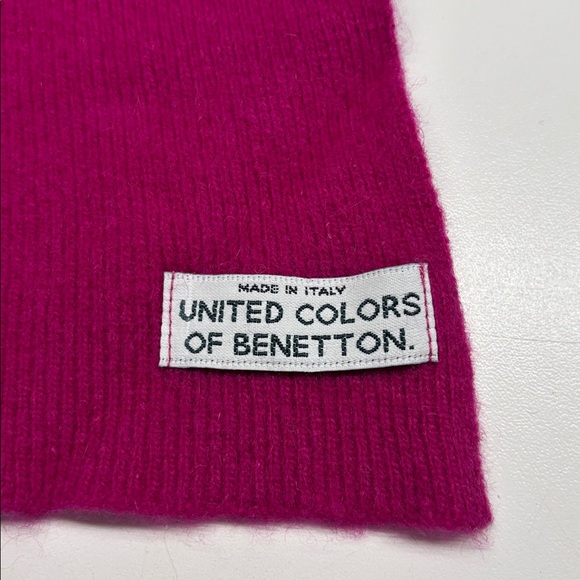 MADE IN ITALY
UNITED COLORS
OF BENETTON.